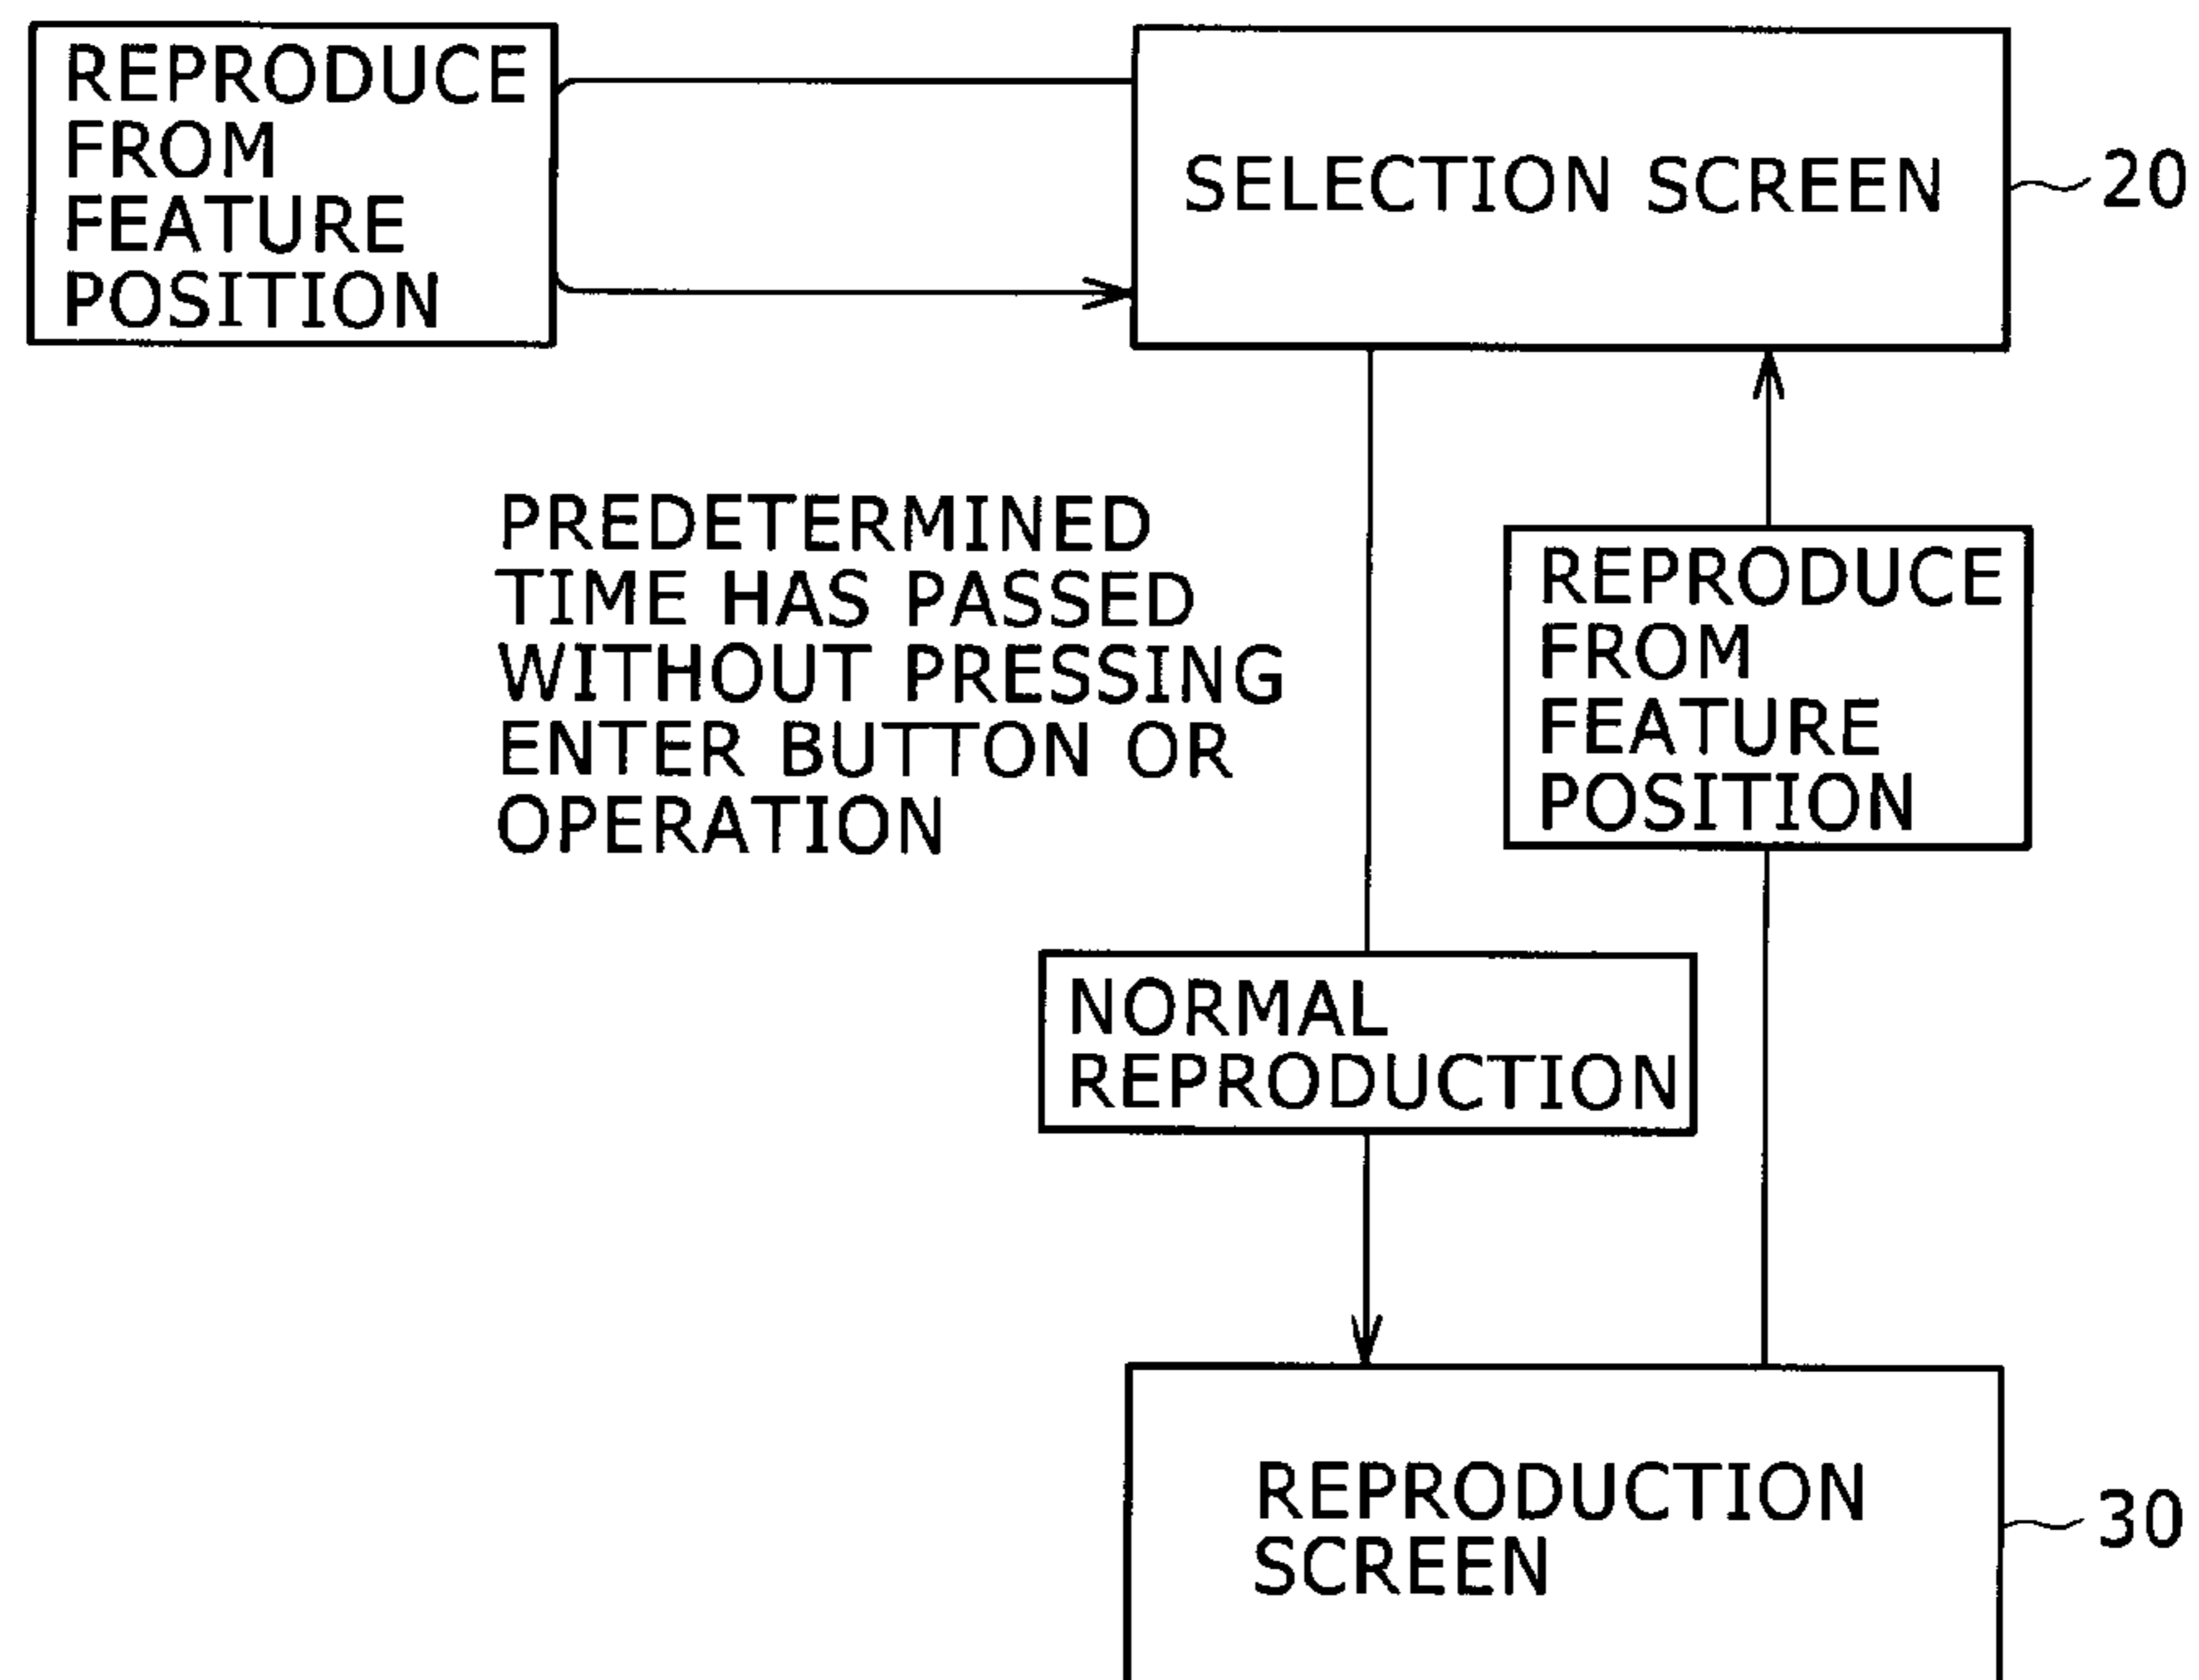 REPRODUCE
FROM
FEATURE
POSITION
SELECTION SCREEN
20
PREDETERMINED
TIME HAS PASSED
WITHOUT PRESSING
ENTER BUTTON OR
OPERATION
REPRODUCE
FROM
FEATURE
POSITION
NORMAL
REPRODUCTION
REPRODUCTION
SCREEN
30